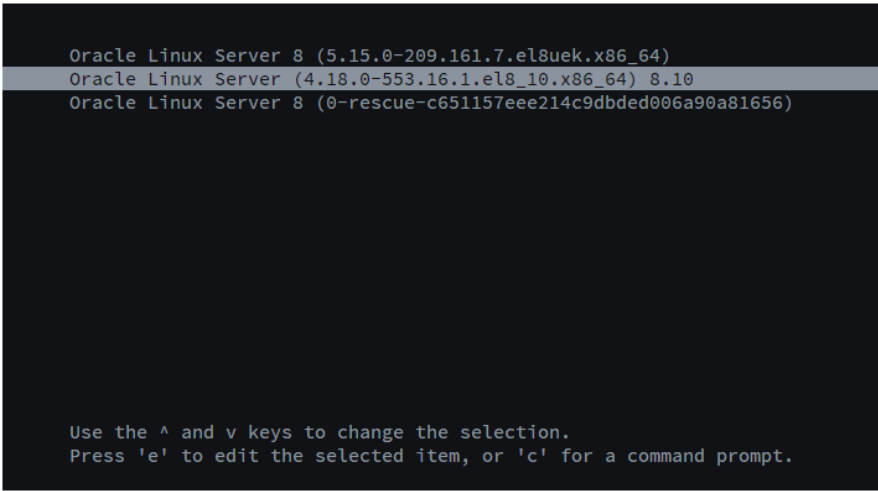 Oracle Linux Server 8 (5.15.0-209.161.7.el8uek.x86_64)
Oracle Linux Server (4.18.0-553.16.1.el8_10.x86_64) 8.10
Oracle Linux Server 8 (0-rescue-c651157eee214c9dbded006a90a81656)
Use the ^ and v keys to change the selection.
Press 'e' to edit the selected item, or 'c' for a command prompt.